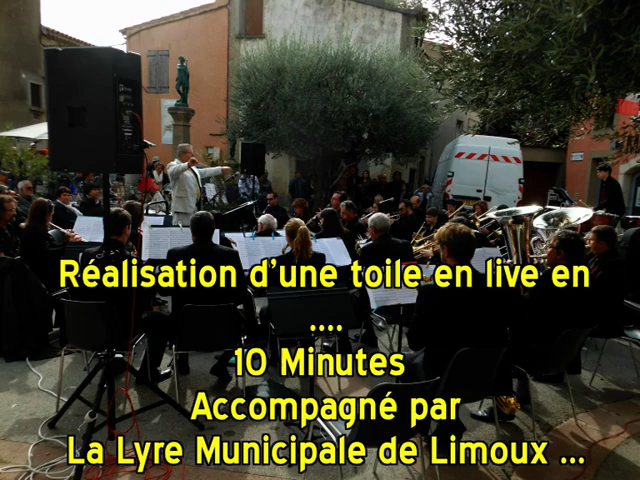 Réalisation d'une toile en live en
....
10 Minutes
Accompagné par
La Lyre Municipale de Limoux ...